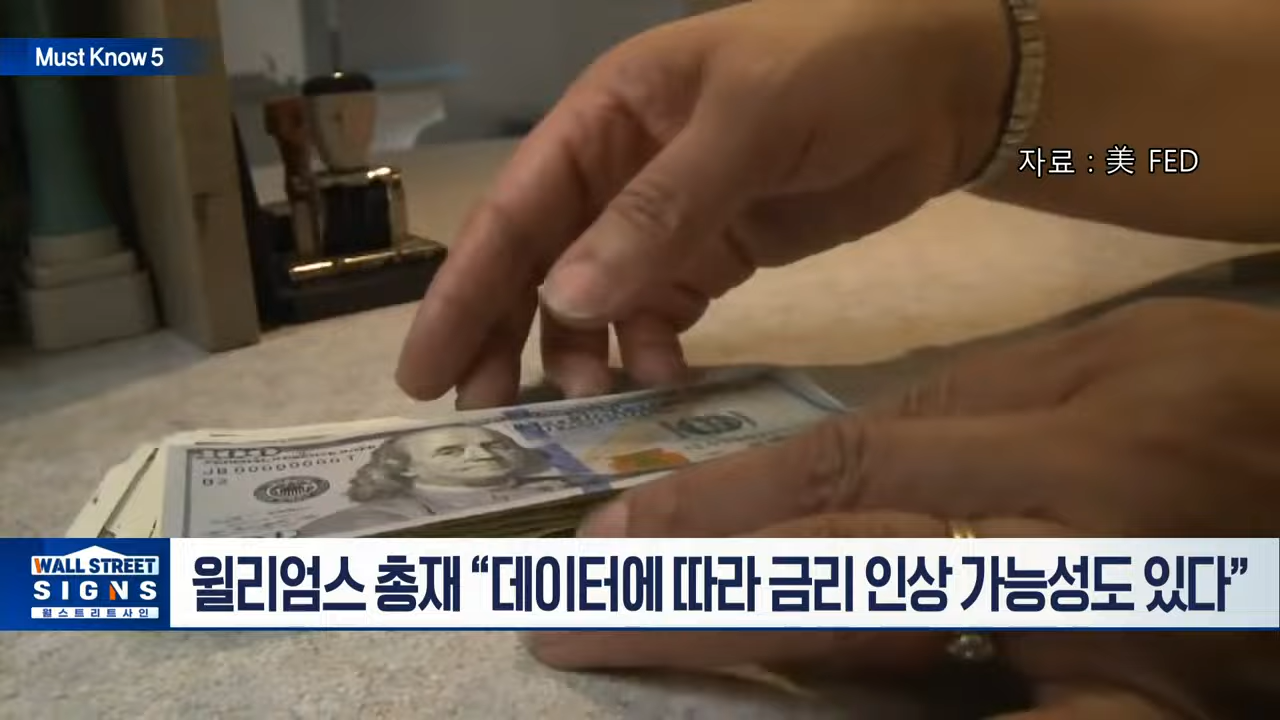 Must Know 5
자료 : 美 FED
JB00000000T
B2
WALL STREET
SIGNS
월스트리트사인
윌리엄스 총재 “데이터에 따라 금리 인상 가능성도 있다”